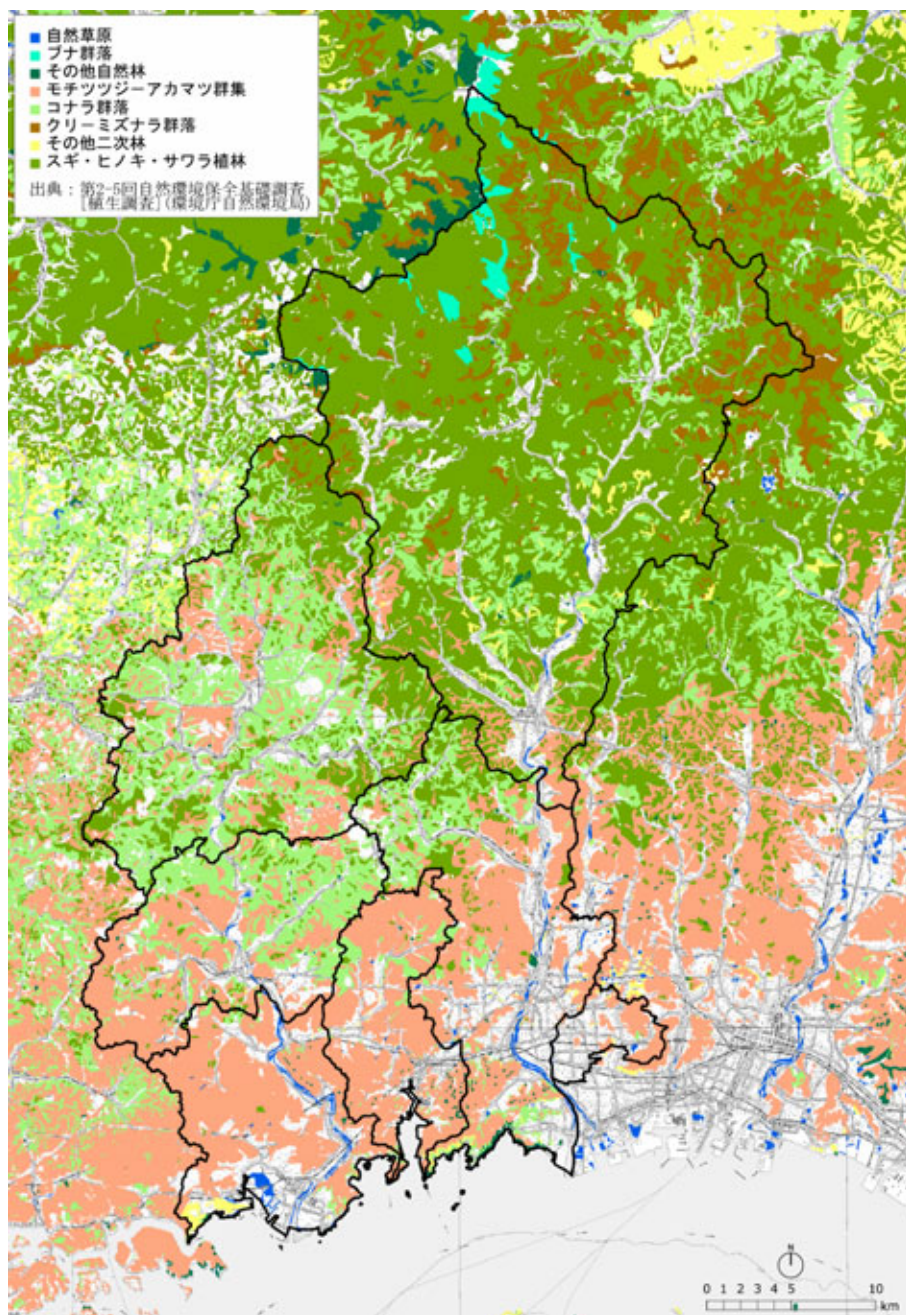 自然草原
ブナ群落
その他自然林
モチツツジーアカマツ群集
コナラ群落
クリーミズナラ群落
その他二次林
スギ・ヒノキ・サワラ植林
出典：第2-5回自然環境保全基礎調査
[植生調査](環境庁自然環境局)
N
0 1 2 3 4 5 10
km